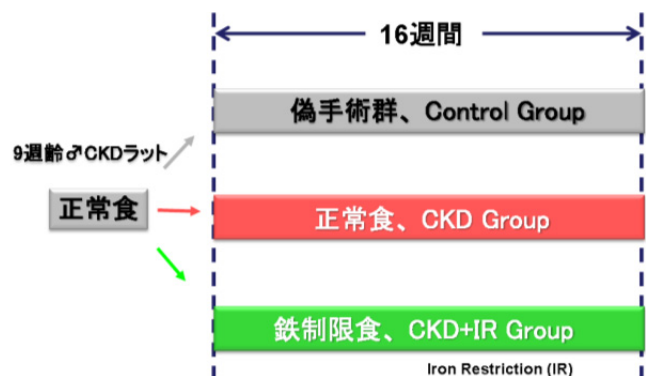 16週間
偽手術群、Control Group
9週齢♂CKDラット
正常食
正常食、CKD Group
鉄制限食、CKD+IR Group
Iron Restriction (IR)